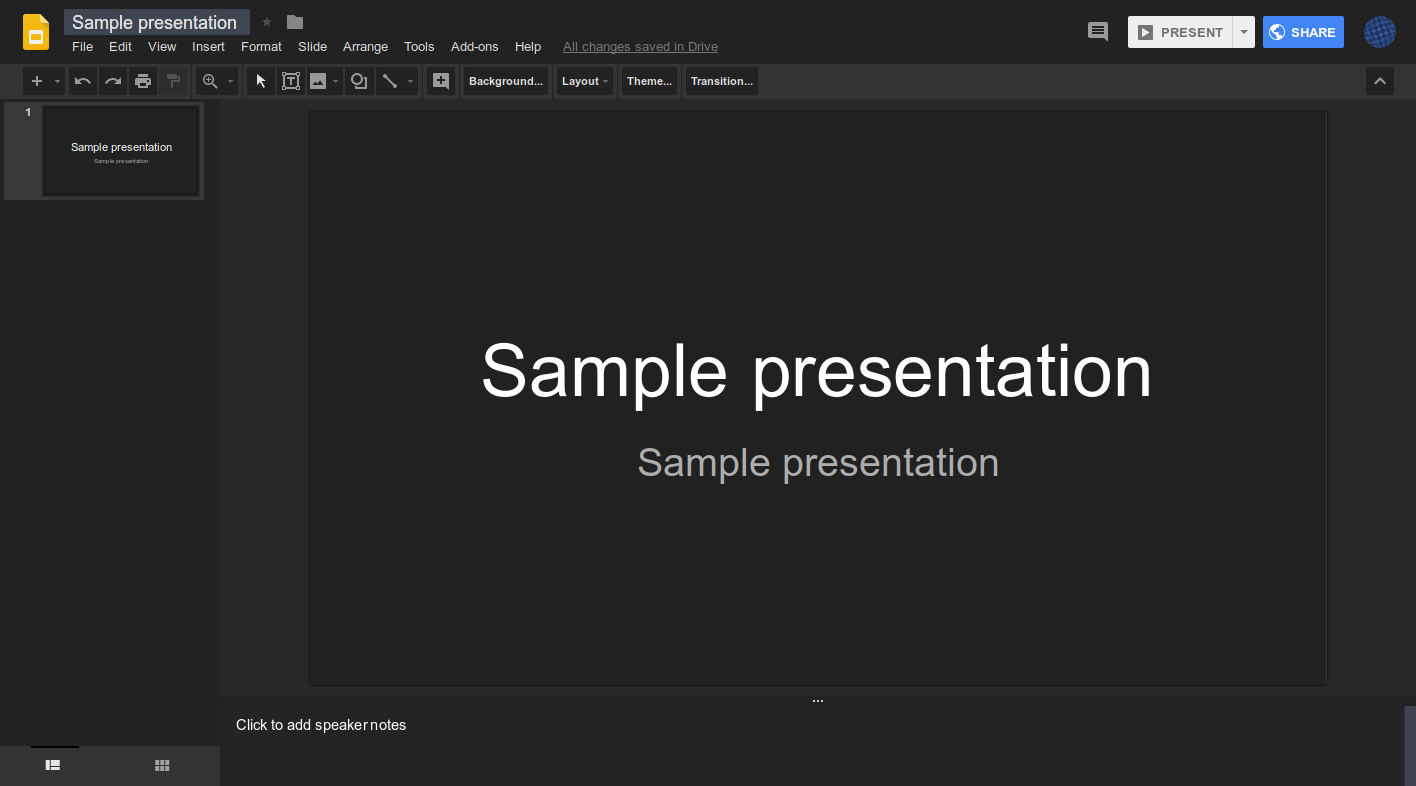 Sample presentation
File Edit View Insert Format Slide Arrange Tools Add-ons Help All changes saved in Drive
PRESENT
SHARE
Background... Layout Theme... Transition...
1
Sample presentation
Sample presentation
Sample presentation
Sample presentation
Click to add speaker notes